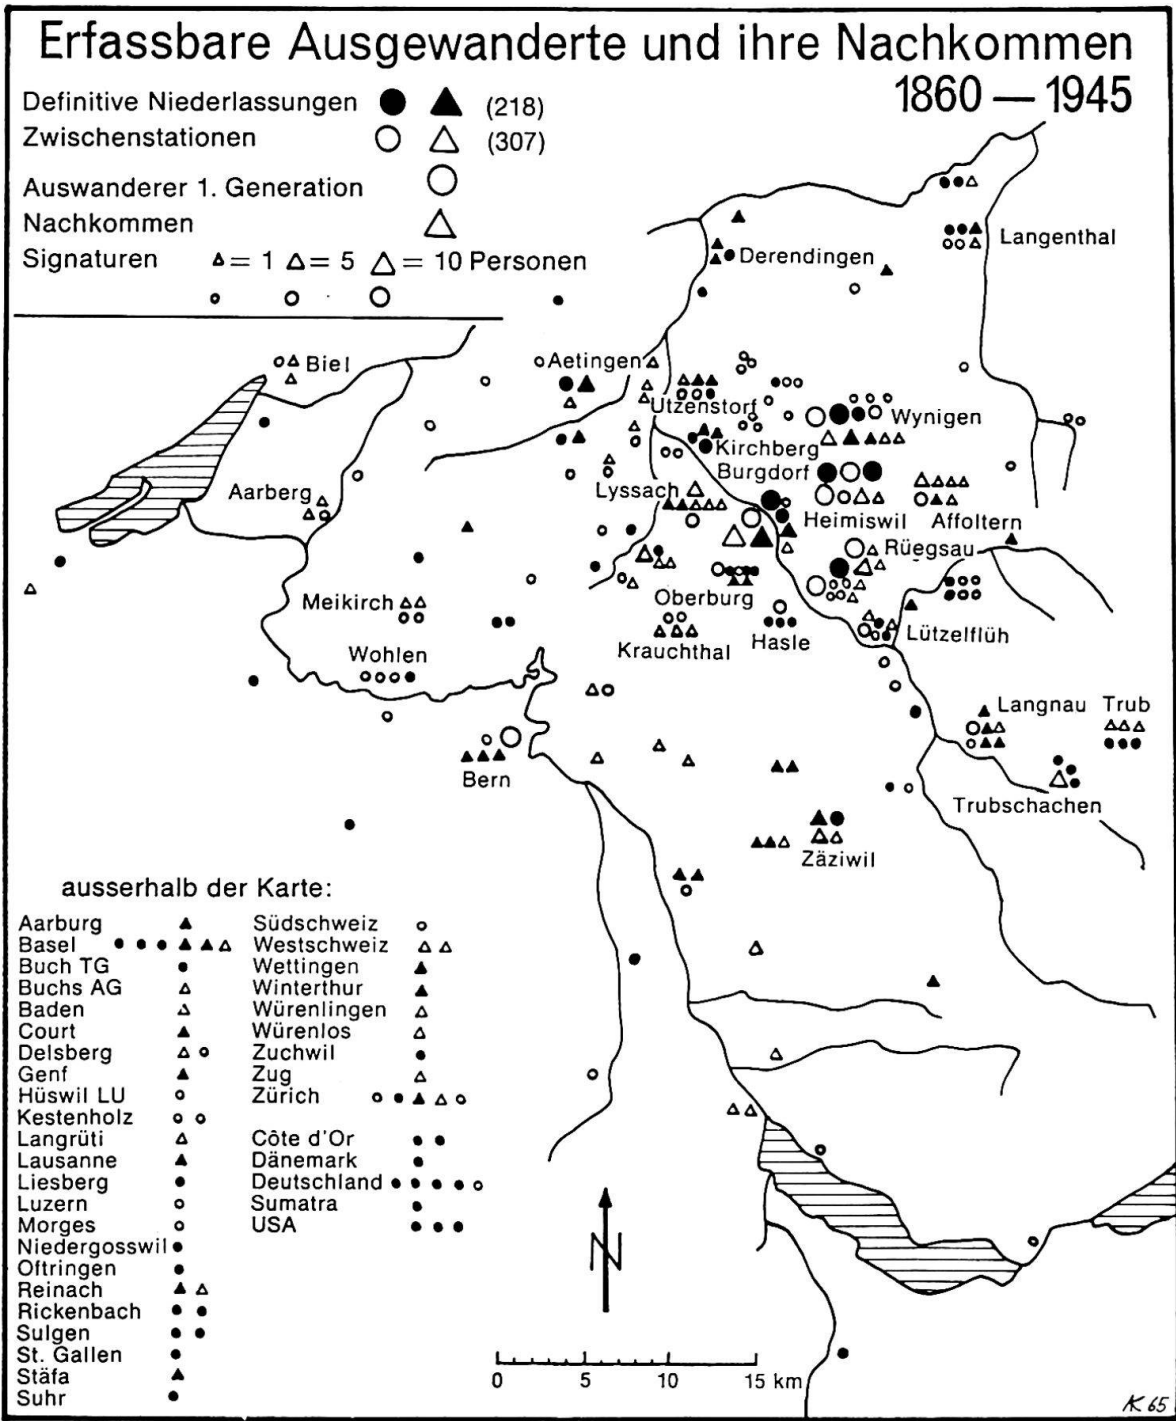 Erfassbare Ausgewanderte und ihre Nachkommen
1860 — 1945
Definitive Niederlassungen (218)
Zwischenstationen (307)
Auswanderer 1. Generation
Nachkommen
Signaturen = 1 = 5 = 10 Personen
Langenthal
Derendingen
Biel
Aetingen
Utzenstorf
Wynigen
Kirchberg
Burgdorf
Aarberg
Lyssach
Heimiswil
Affoltern
Rüegsau
Meikirch
Oberburg
Lützelflüh
Hasle
Krauchthal
Wohlen
Langnau
Trub
Bern
Trubschachen
Zäziwil
ausserhalb der Karte:
Aarburg
Basel
Buch TG
Buchs AG
Baden
Court
Delsberg
Genf
Hüswil LU
Kestenholz
Langrüti
Lausanne
Liesberg
Luzern
Morges
Niedergosswil
Oftringen
Reinach
Rickenbach
Sulgen
St. Gallen
Stäfa
Suhr
Südschweiz
Westschweiz
Wettingen
Winterthur
Würenlingen
Würenlos
Zuchwil
Zug
Zürich
Côte d'Or
Dänemark
Deutschland
Sumatra
USA
N
0 5 10 15 km
AK 65